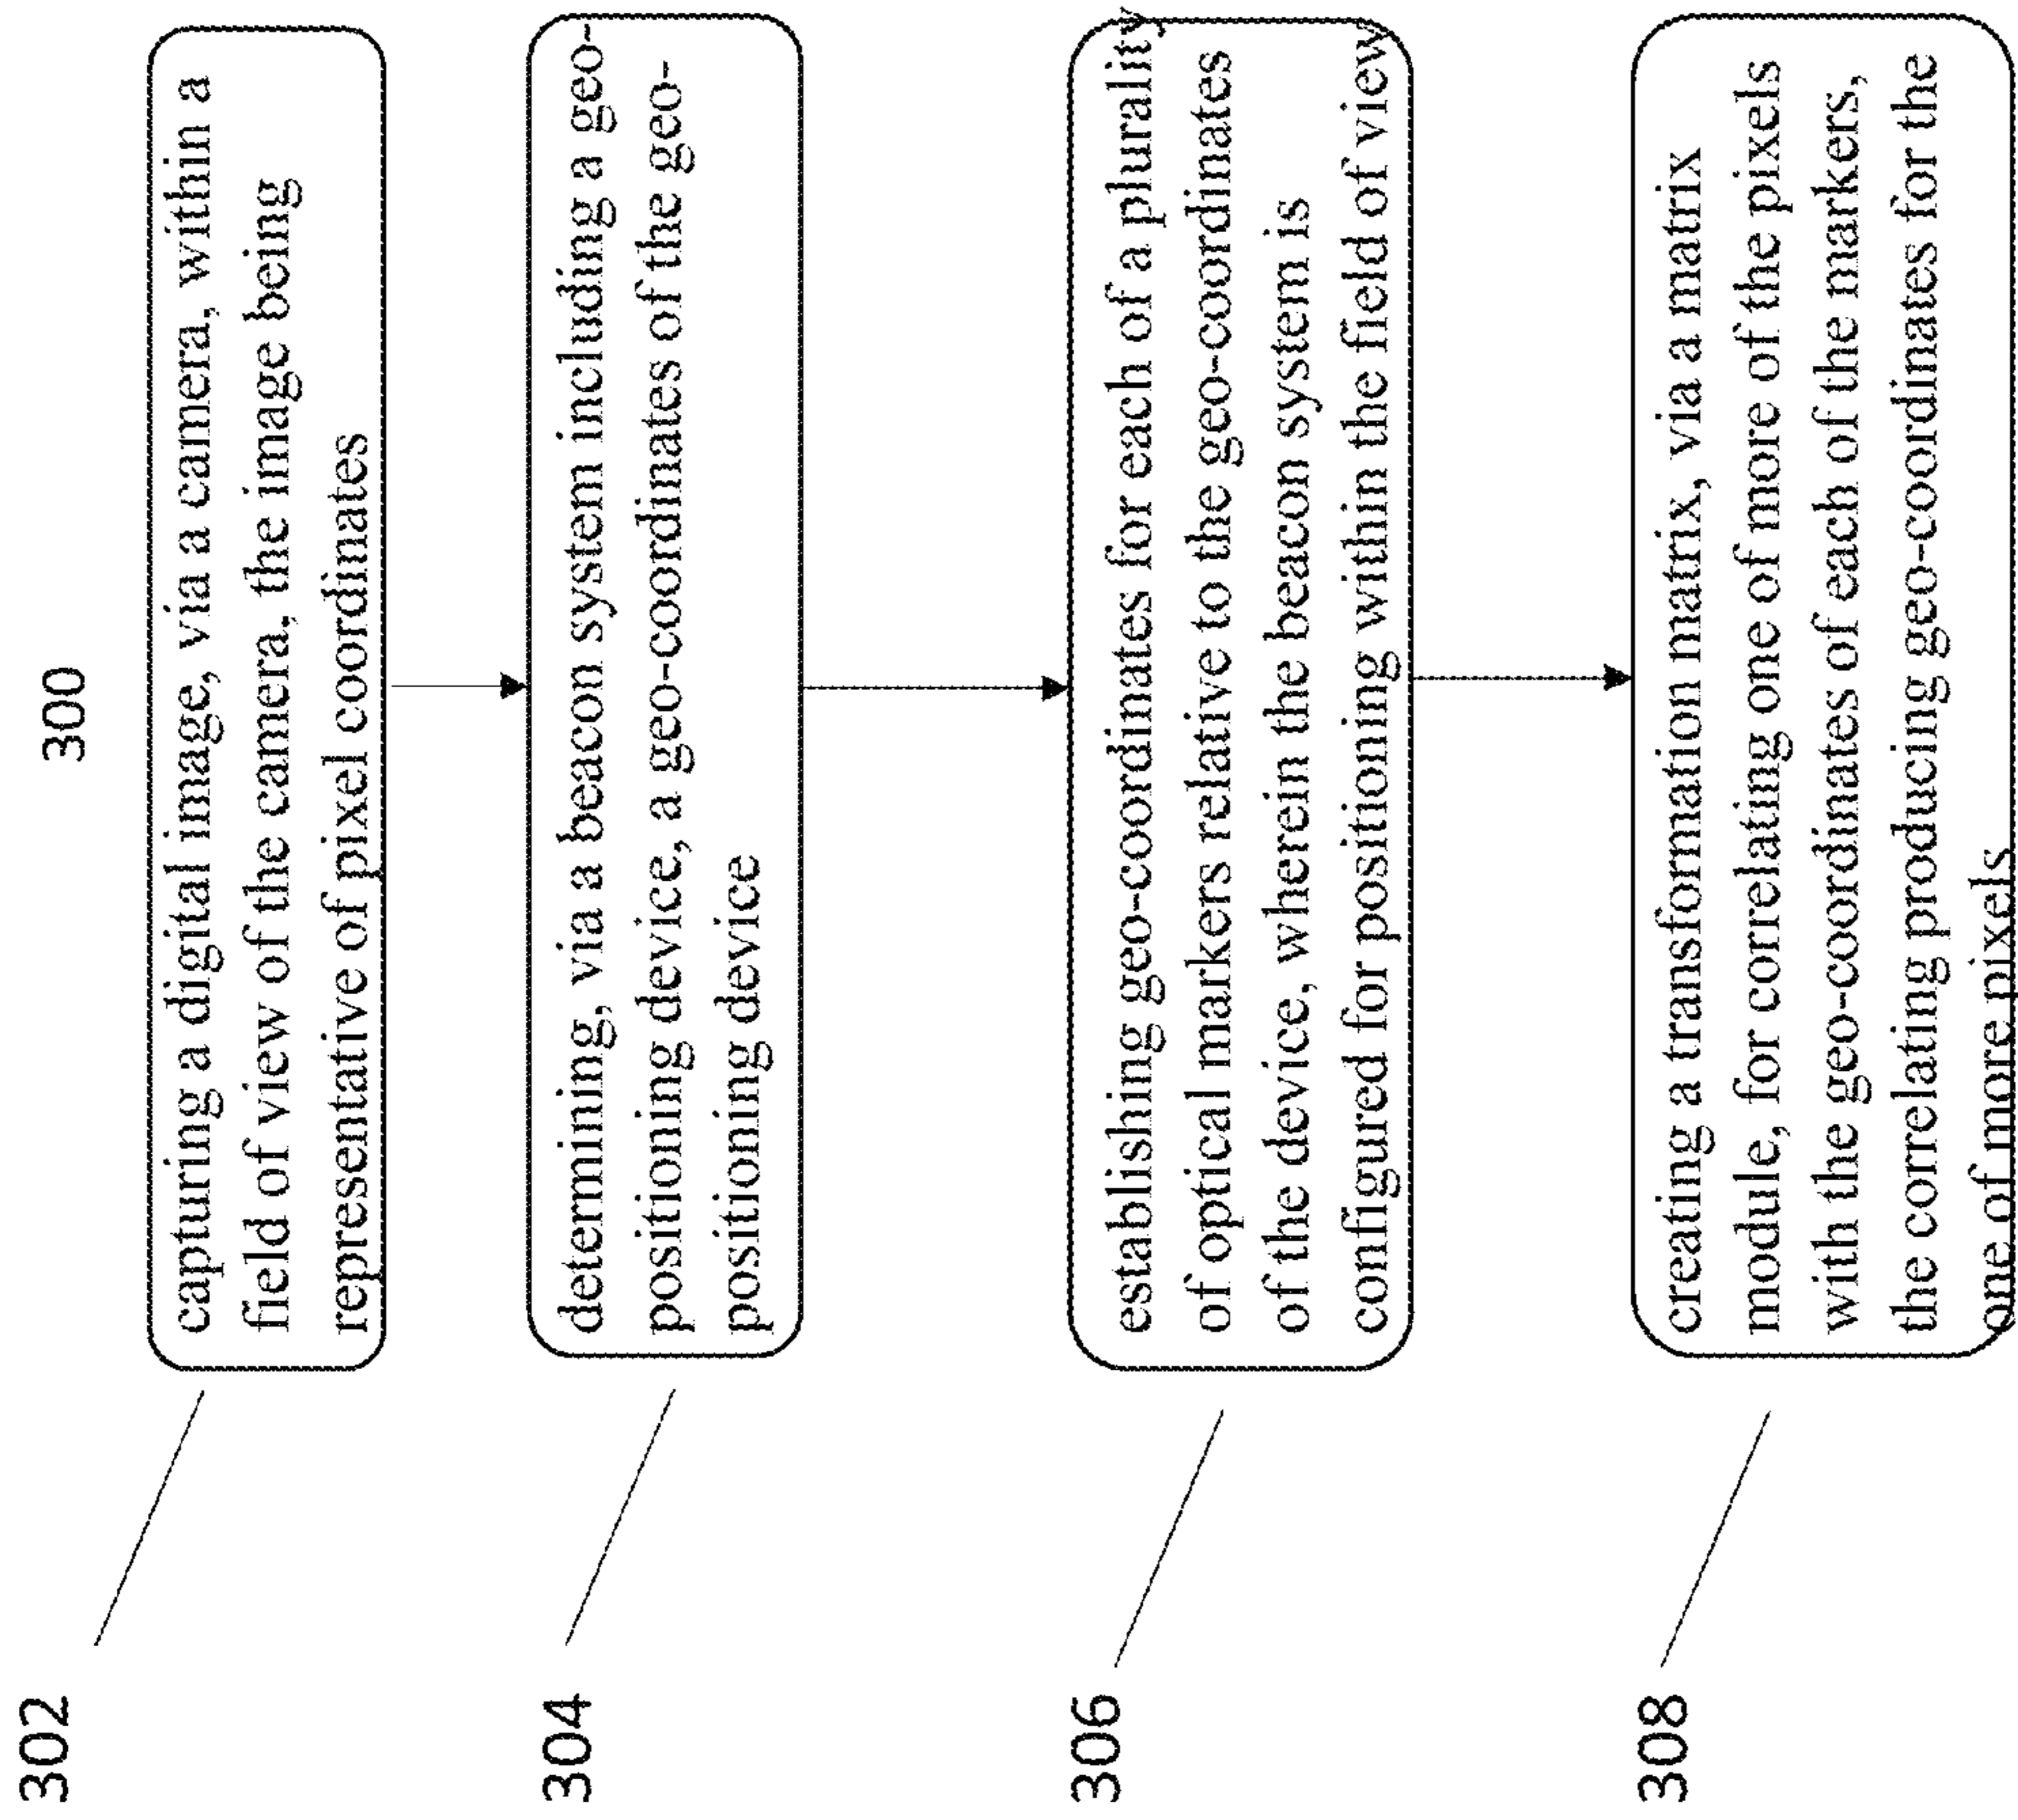 300
302
capturing a digital image, via a camera, within a
field of view of the camera, the image being
representative of pixel coordinates
304
determining, via a beacon system including a geo-
positioning device, a geo-coordinates of the geo-
positioning device
306
establishing geo-coordinates for each of a plurality
of optical markers relative to the geo-coordinates
of the device, wherein the beacon system is
configured for positioning within the field of view
308
creating a transformation matrix, via a matrix
module, for correlating one of more of the pixels
with the geo-coordinates of each of the markers,
the correlating producing geo-coordinates for the
one of more pixels